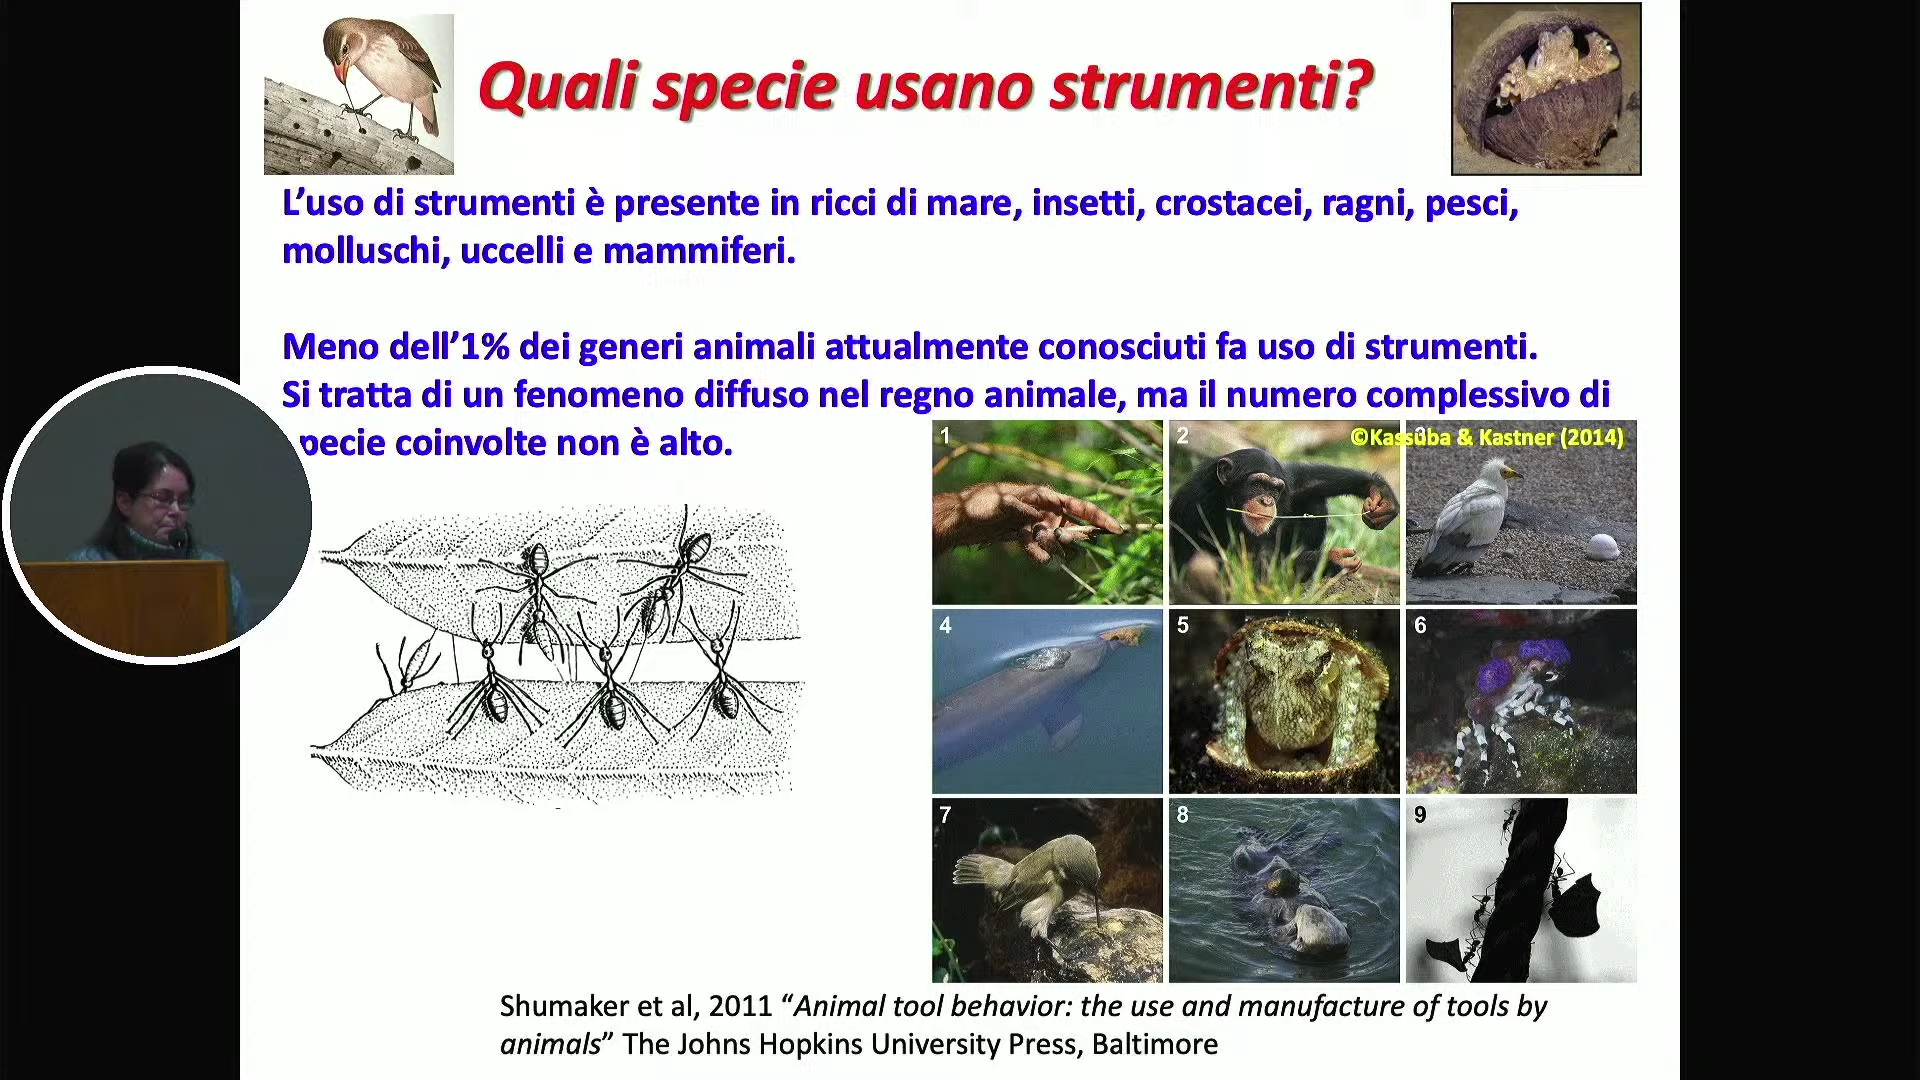 Quali specie usano strumenti?
L'uso di strumenti è presente in ricci di mare, insetti, crostacei, ragni, pesci,
molluschi, uccelli e mammiferi.
Meno dell'1% dei generi animali attualmente conosciuti fa uso di strumenti.
Si tratta di un fenomeno diffuso nel regno animale, ma il numero complessivo di
pecie coinvolte non è alto.
1
2
3
©Kassuba & Kastner (2014)
4
5
6
7
8
9
Shumaker et al, 2011 “Animal tool behavior: the use and manufacture of tools by
animals” The Johns Hopkins University Press, Baltimore